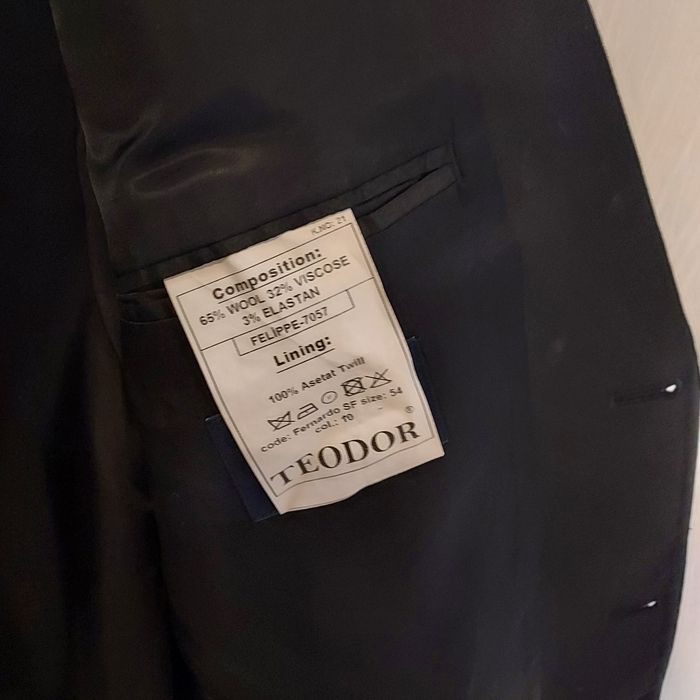 K.NO: 21
Composition:
65% WOOL 32% VISCOSE
3% ELASTAN
FELIPPE-7057
Lining:
100% Asetat Twill
code: Fernardo SF size: 54
col.: 10
TEODOR ®